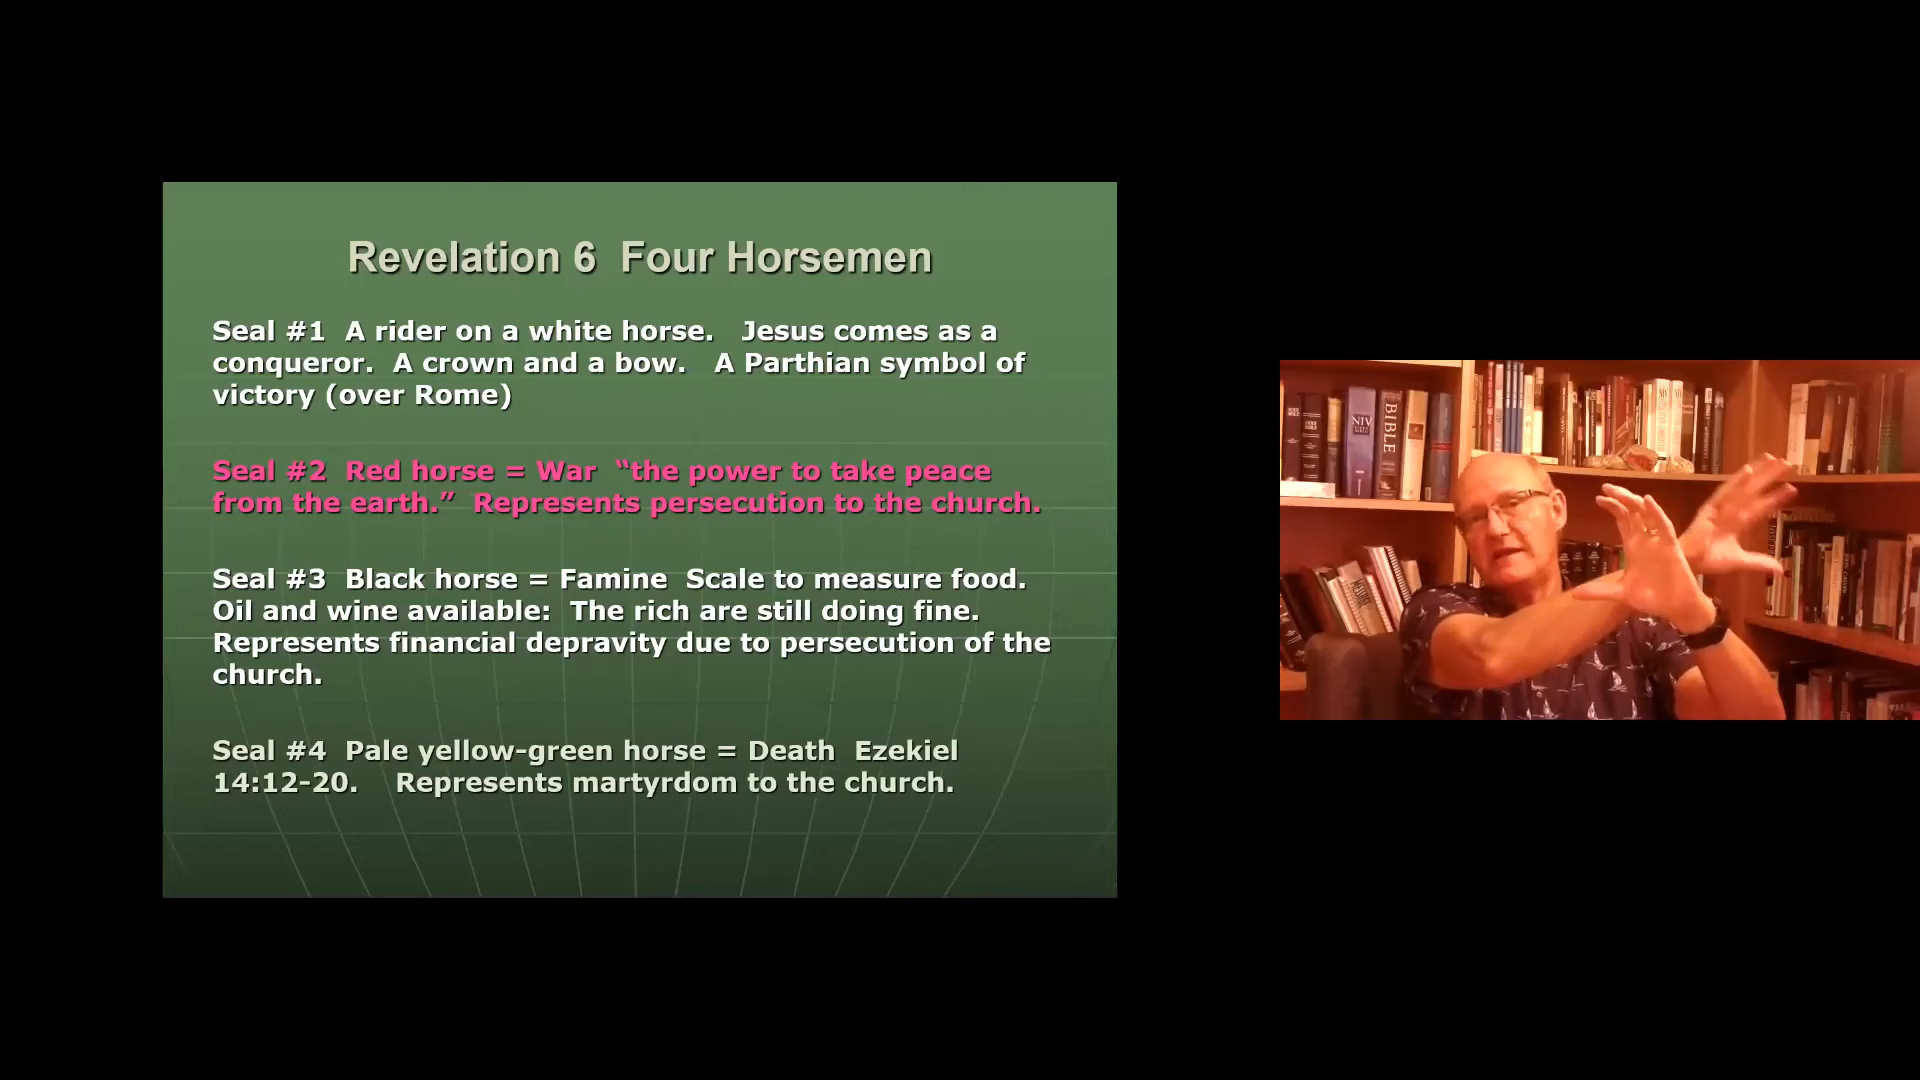 Revelation 6  Four Horsemen
Seal #1  A rider on a white horse.   Jesus comes as a
conqueror.  A crown and a bow.   A Parthian symbol of
victory (over Rome)
Seal #2  Red horse = War  “the power to take peace
from the earth.”  Represents persecution to the church.
Seal #3  Black horse = Famine  Scale to measure food.
Oil and wine available:  The rich are still doing fine.
Represents financial depravity due to persecution of the
church.
Seal #4  Pale yellow-green horse = Death  Ezekiel
14:12-20.    Represents martyrdom to the church.
NIV
BIBLE